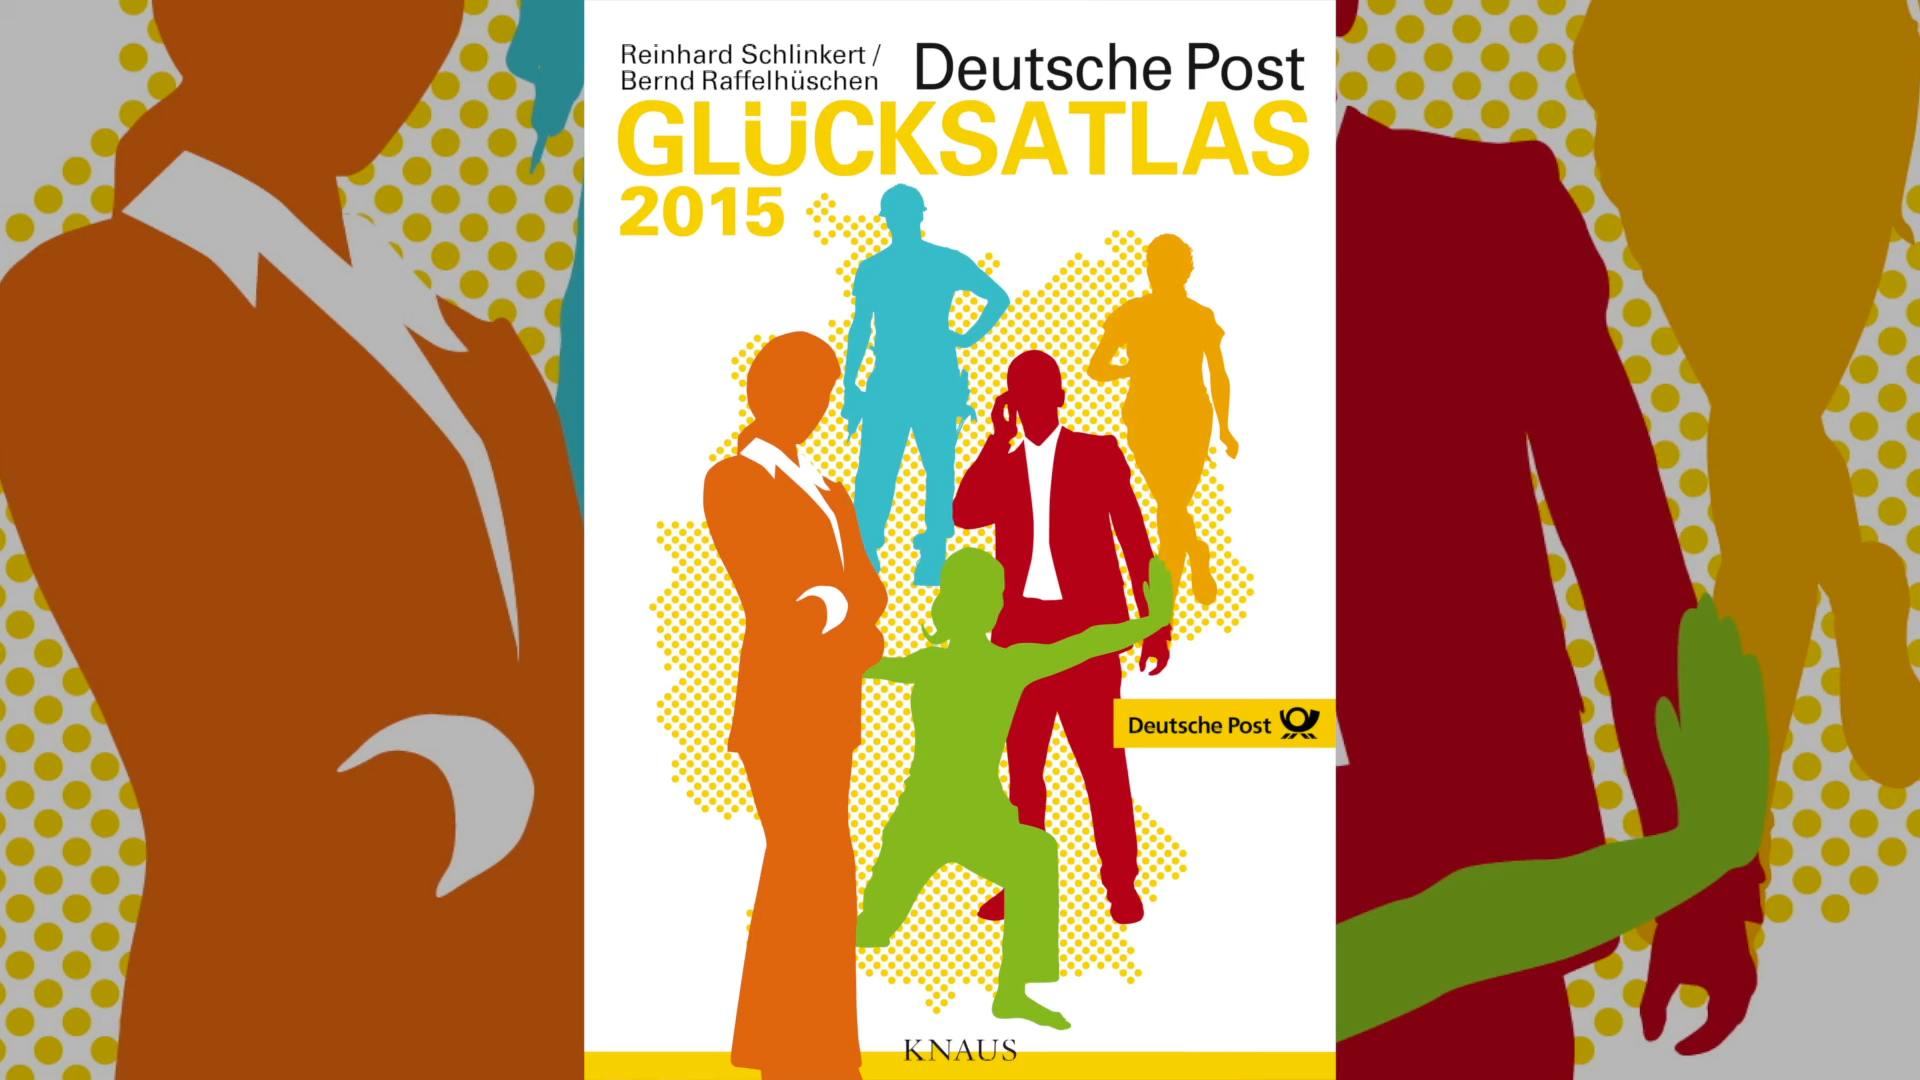 Reinhard Schlinkert /
Bernd Raffelhüschen
Deutsche Post
GLÜCKSATLAS
2015
Deutsche Post
KNAUS